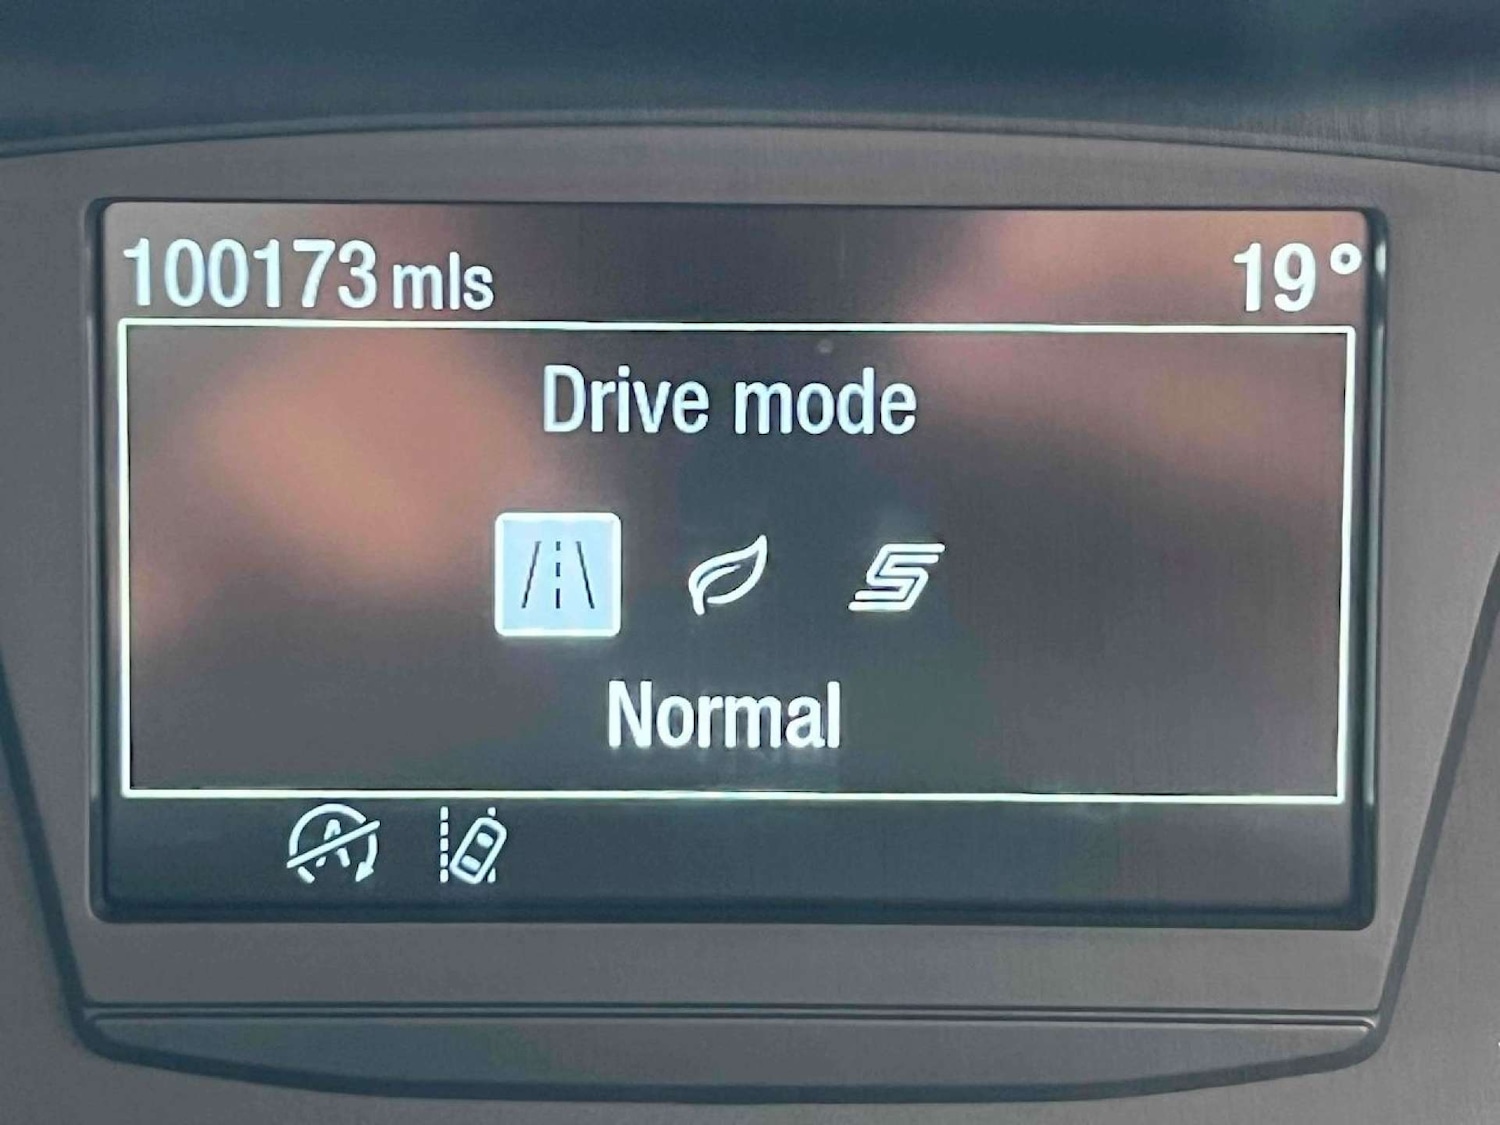 100173 mls 19°
Drive mode
Normal